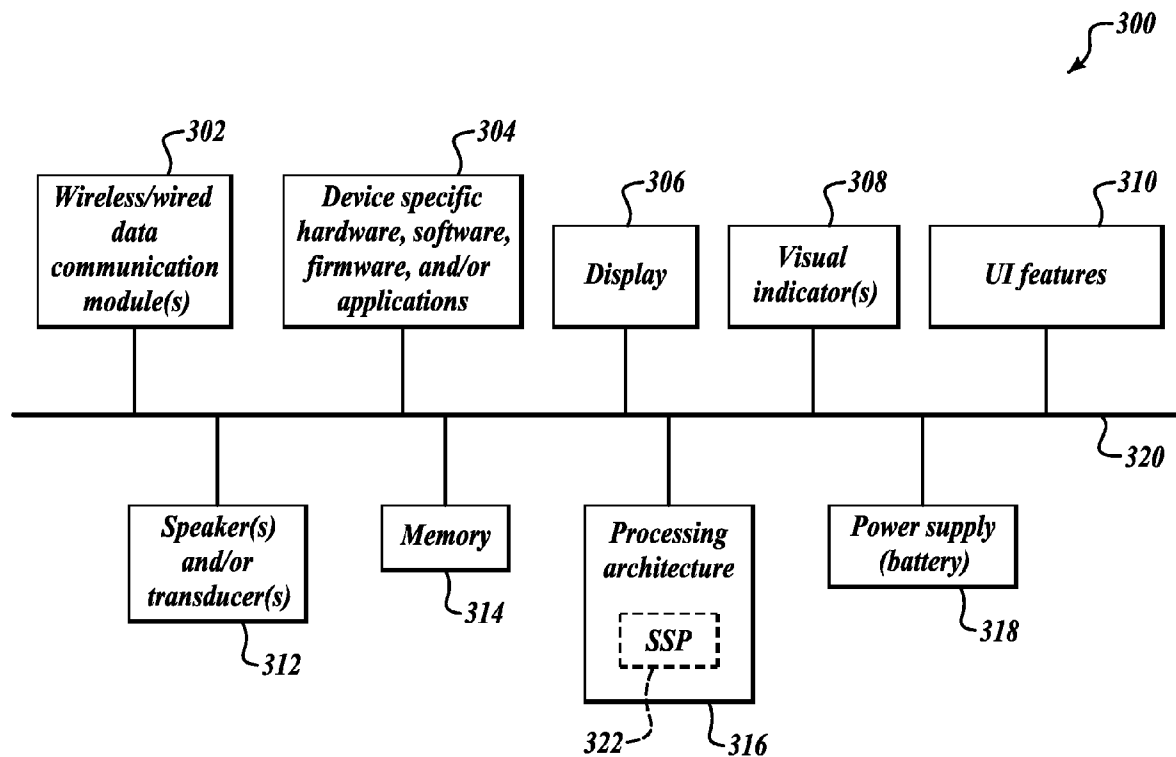 300
302
304
306
308
310
Wireless/wired
data
communication
module(s)
Device specific
hardware, software,
firmware, and/or
applications
Display
Visual
indicator(s)
UI features
320
Speaker(s)
and/or
transducer(s)
Memory
Processing
architecture
SSP
Power supply
(battery)
312
314
322
316
318